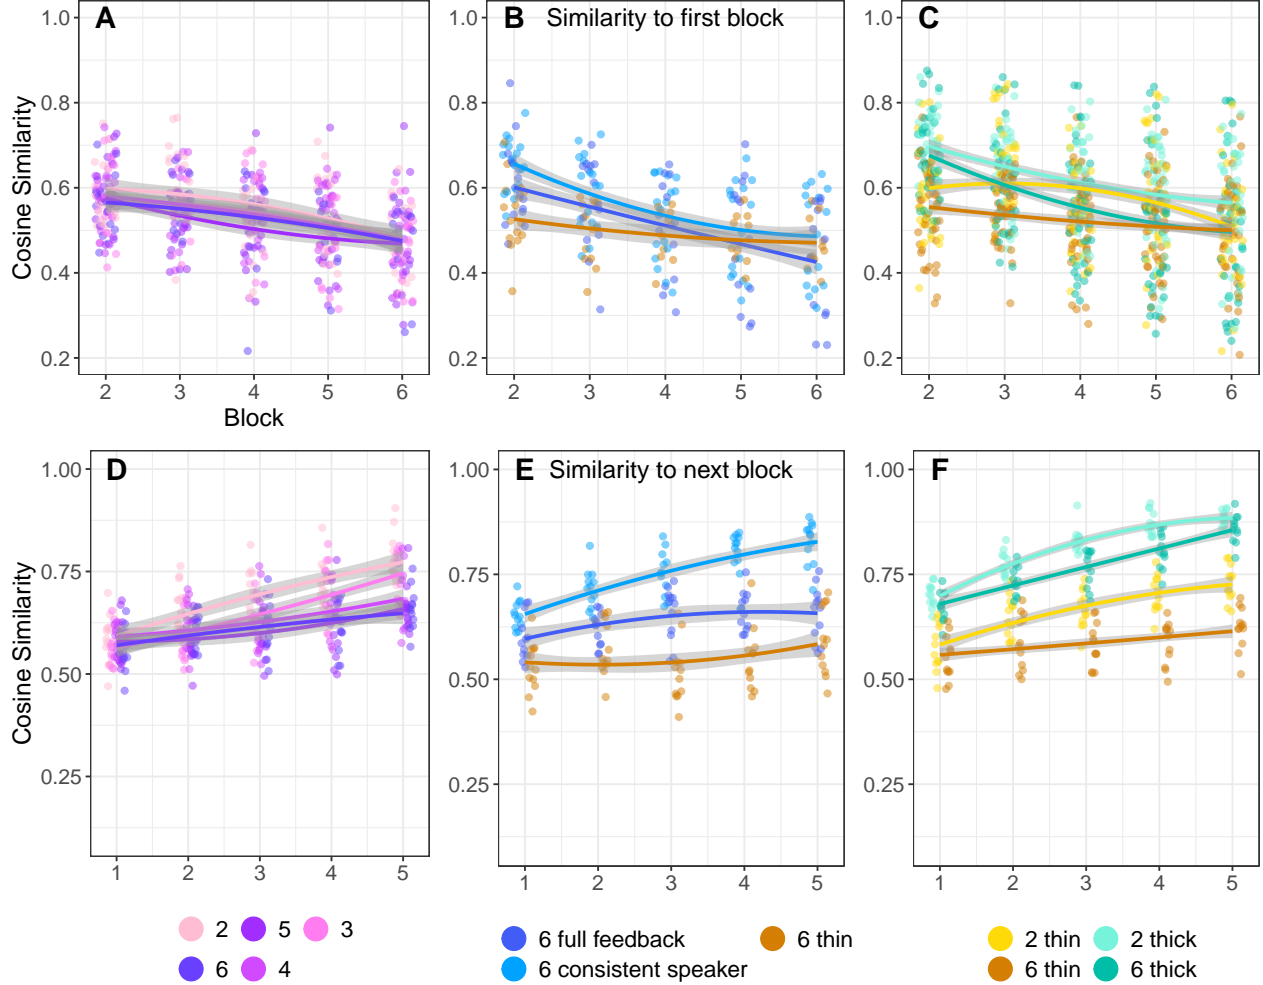 A
B Similarity to first block
C
Cosine Similarity
1.0
0.8
0.6
0.4
0.2
2 3 4 5 6
Block
1.0
0.8
0.6
0.4
0.2
2 3 4 5 6
1.0
0.8
0.6
0.4
0.2
2 3 4 5 6
D
E Similarity to next block
F
Cosine Similarity
1.00
0.75
0.50
0.25
1 2 3 4 5
1.00
0.75
0.50
0.25
1 2 3 4 5
1.00
0.75
0.50
0.25
1 2 3 4 5
2 5 3
6 4
6 full feedback 6 thin
6 consistent speaker
2 thin 2 thick
6 thin 6 thick